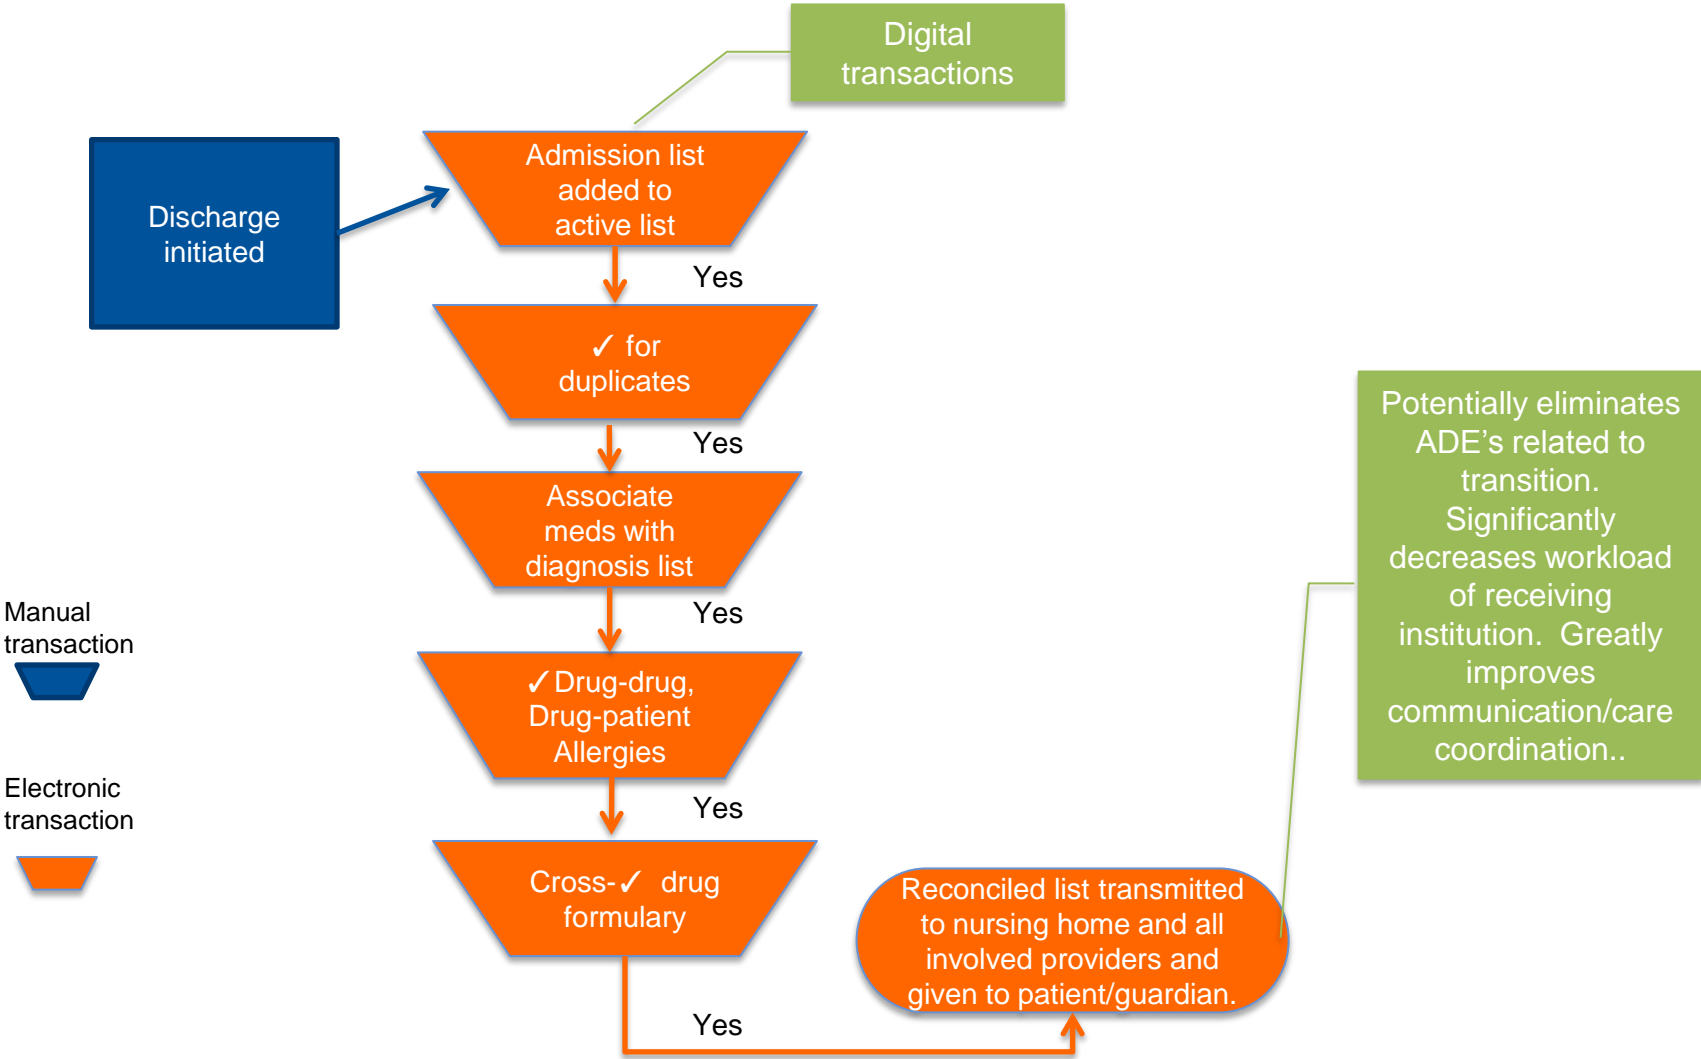 Digital
transactions
Discharge
initiated
Admission list
added to
active list
Yes
✓ for
duplicates
Yes
Associate
meds with
diagnosis list
Yes
✓Drug-drug,
Drug-patient
Allergies
Yes
Cross-✓ drug
formulary
Yes
Reconciled list transmitted
to nursing home and all
involved providers and
given to patient/guardian.
Potentially eliminates
ADE’s related to
transition.
Significantly
decreases workload
of receiving
institution. Greatly
improves
communication/care
coordination..
Manual
transaction
Electronic
transaction